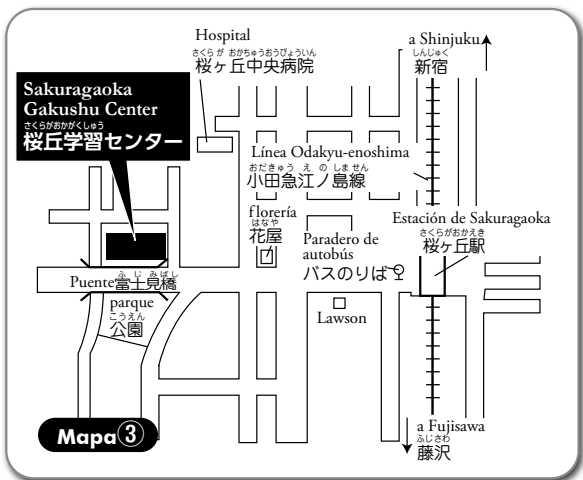 Hospital
さくら が おかちゅうおうびょういん
桜ヶ丘中央病院
a Shinjuku
しんじゅく
新宿
Sakuragaoka
Gakushu Center
さくらがおかがくしゅう
桜丘学習センター
Línea Odakyu-enoshima
おだきゅう え の しま せん
小田急江ノ島線
florería
はなや
花屋
Paradero de
autobús
バスのりば
Estación de Sakuragaoka
さくらがおかえき
桜ヶ丘駅
ふ じ みばし
Puente富士見橋
parque
こうえん
公園
Lawson
Mapa③
a Fujisawa
ふじさわ
藤沢